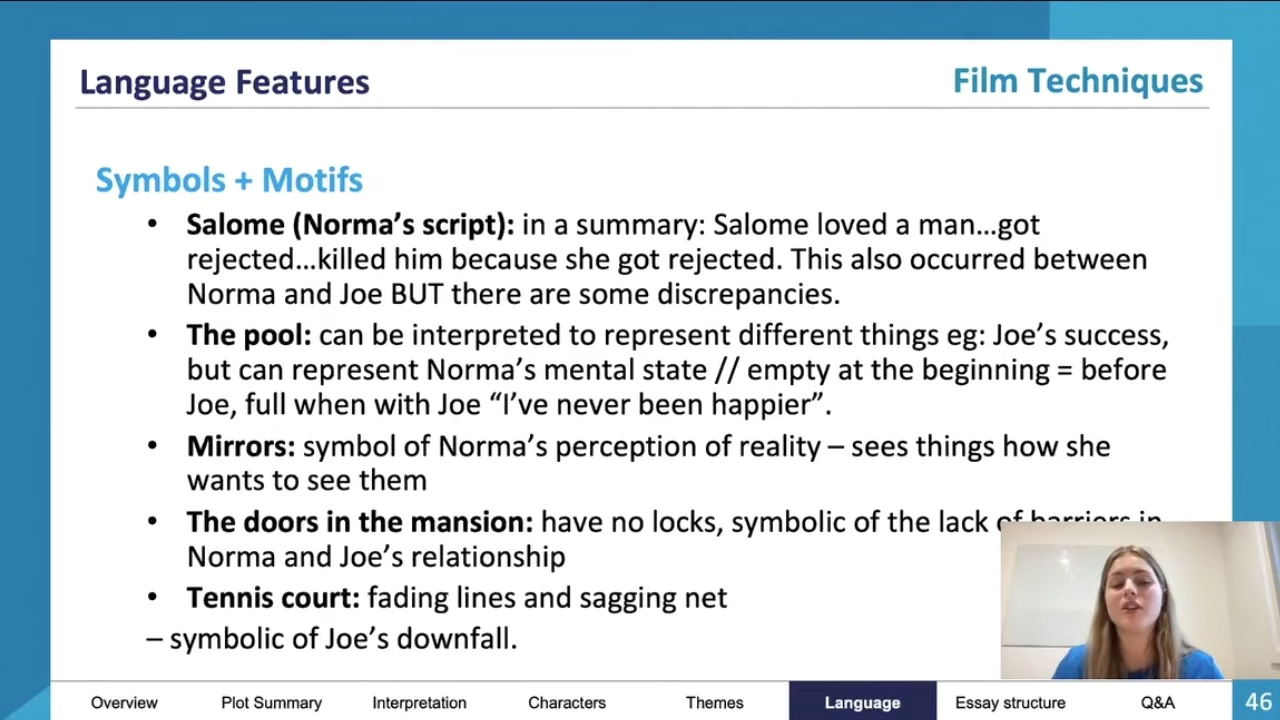 Language Features
Film Techniques
Symbols + Motifs
• Salome (Norma’s script): in a summary: Salome loved a man…got
rejected…killed him because she got rejected. This also occurred between
Norma and Joe BUT there are some discrepancies.
• The pool: can be interpreted to represent different things eg: Joe’s success,
but can represent Norma’s mental state // empty at the beginning = before
Joe, full when with Joe “I’ve never been happier”.
• Mirrors: symbol of Norma’s perception of reality – sees things how she
wants to see them
• The doors in the mansion: have no locks, symbolic of the lack of barriers in
Norma and Joe’s relationship
• Tennis court: fading lines and sagging net
– symbolic of Joe’s downfall.
Overview
Plot Summary
Interpretation
Characters
Themes
Language
Essay structure
Q&A
46